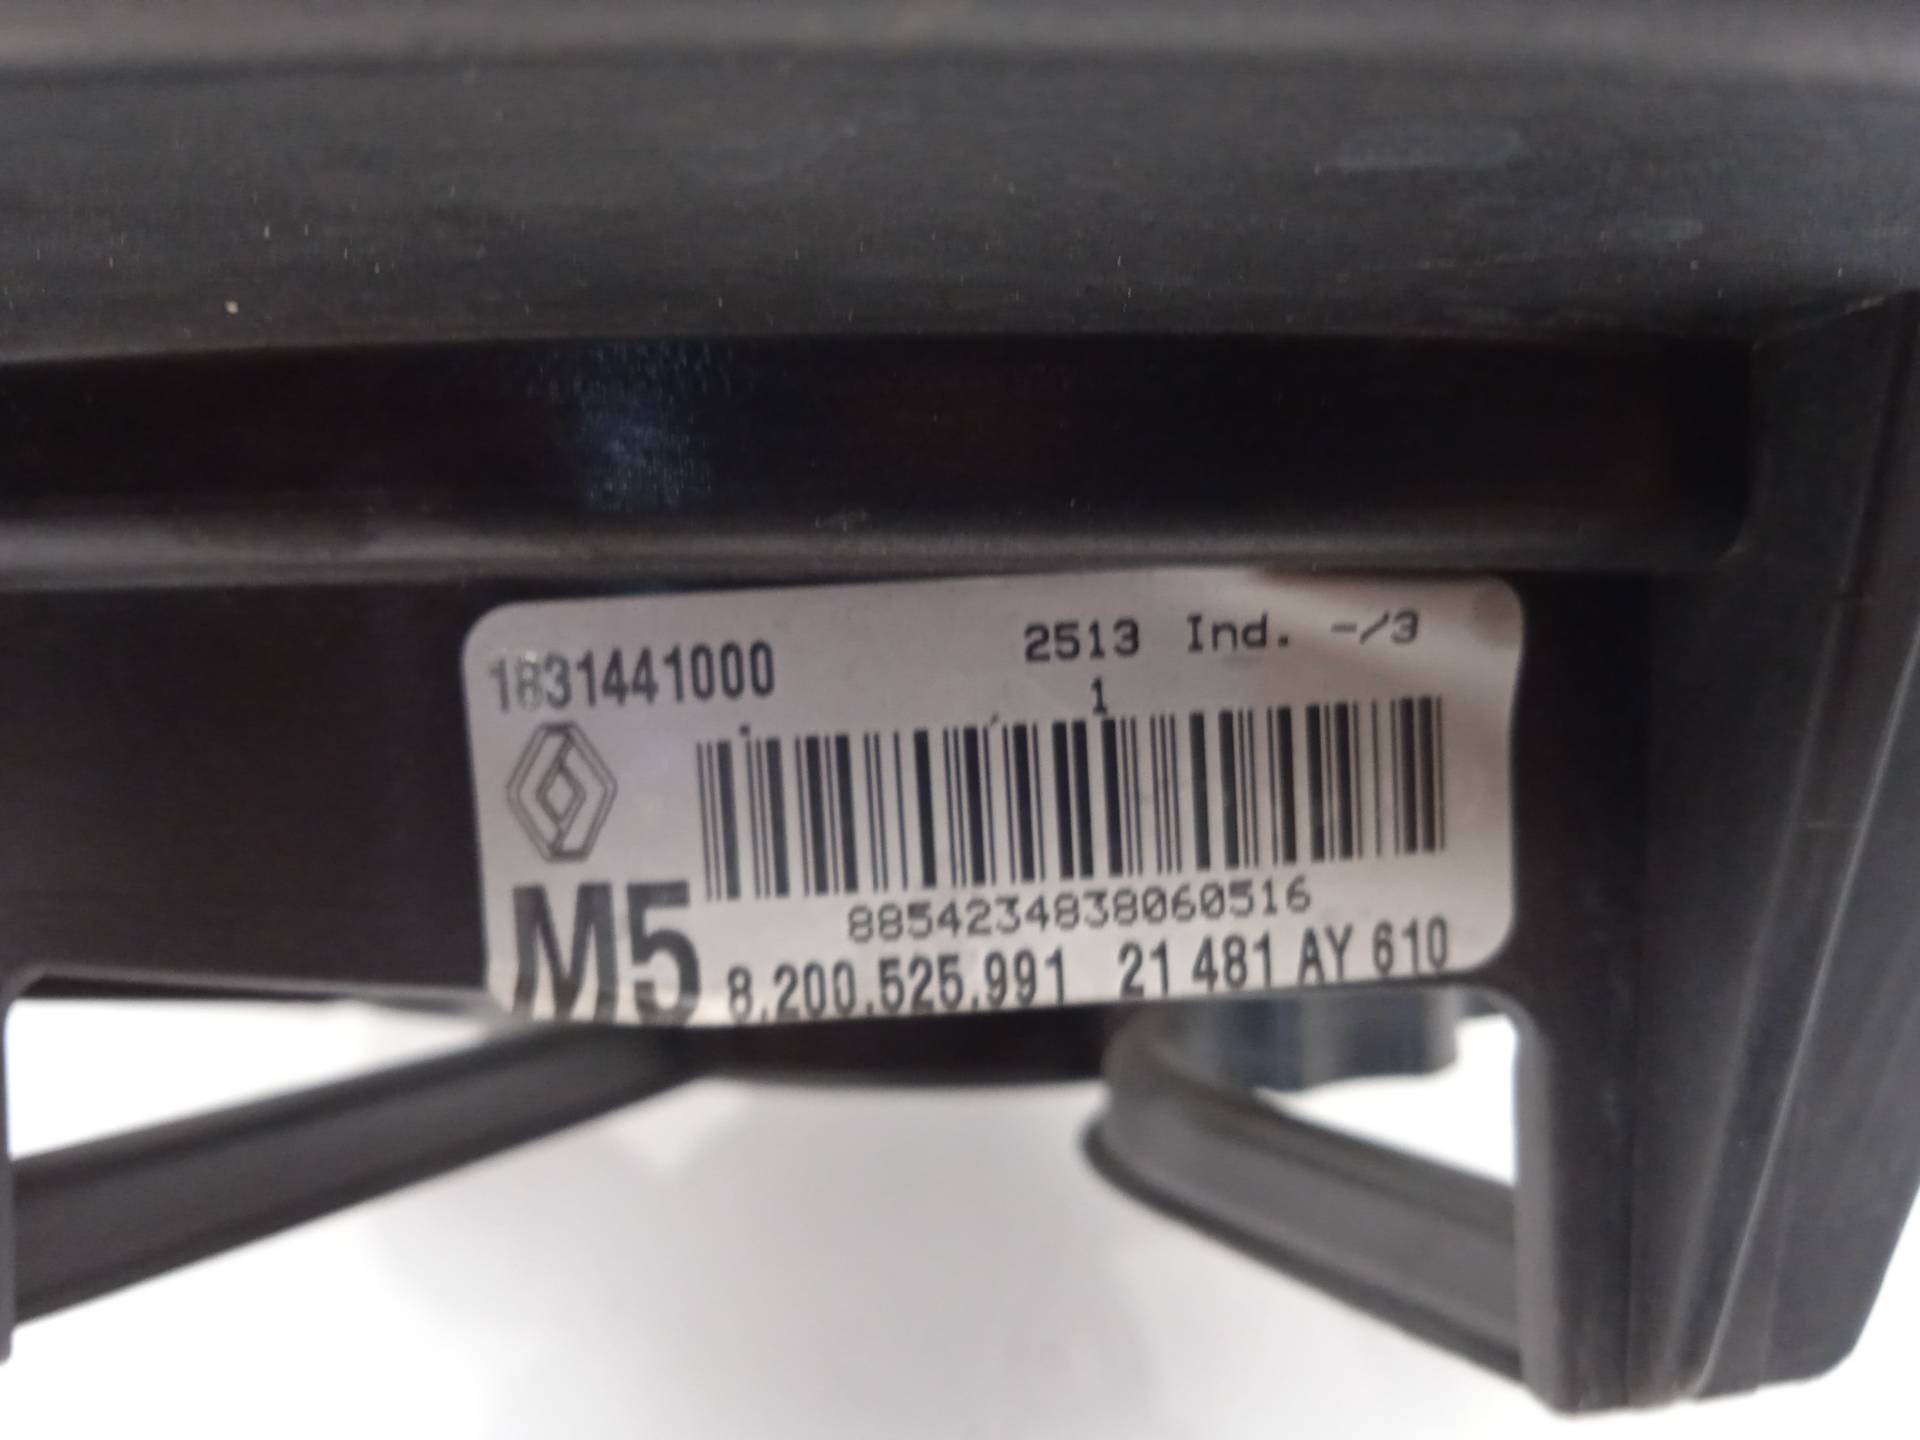 1831441000 2513 Ind. -/3
1
M5
8854234838060516
8.200.525.991 21 481 AY 610